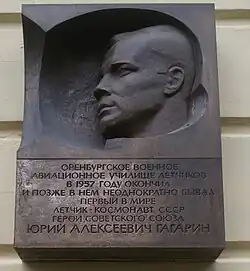 ОРЕНБУРГСКОЕ ВОЕННОЕ
АВИАЦИОННОЕ УЧИЛИЩЕ ЛЕТЧИКОВ
В 1957 ГОДУ ОКОНЧИЛ
И ПОЗЖЕ В НЕМ НЕОДНОКРАТНО БЫВАЛ
ПЕРВЫЙ В МИРЕ
ЛЕТЧИК-КОСМОНАВТ СССР
ГЕРОЙ СОВЕТСКОГО СОЮЗА
ЮРИЙ АЛЕКСЕЕВИЧ ГАГАРИН